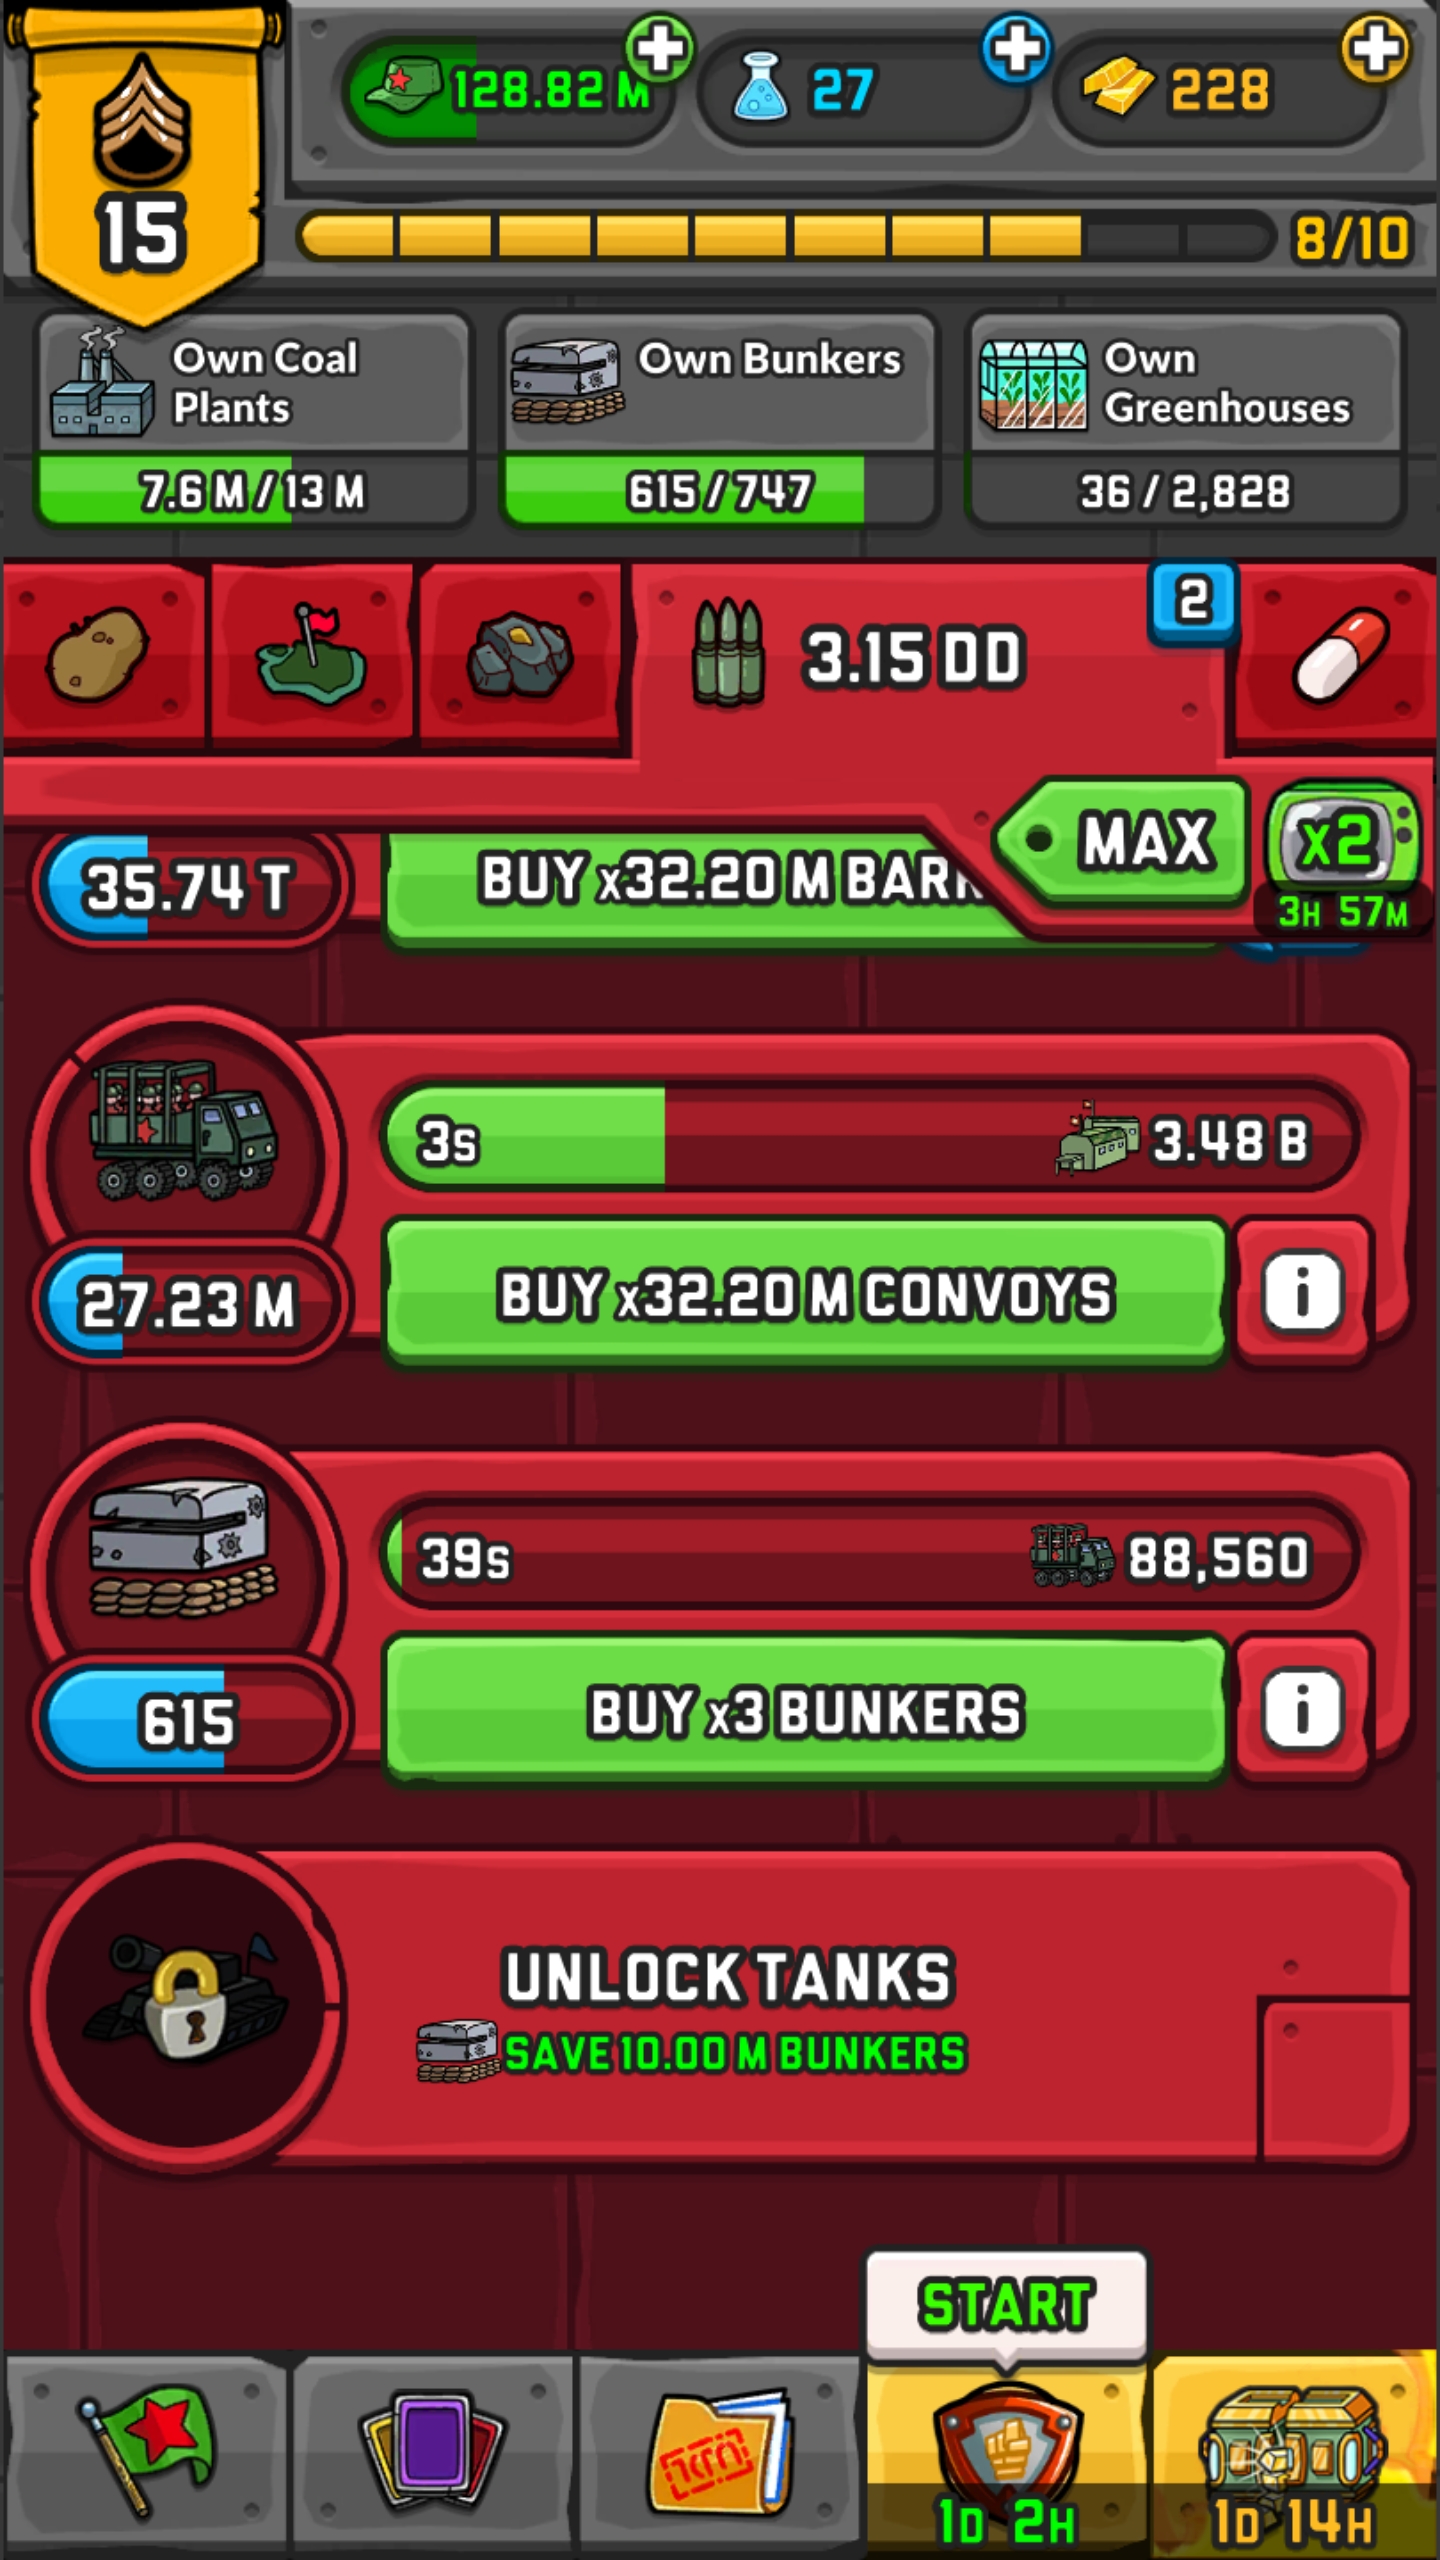 15
128.82 M
27
228
8/10
Own Coal
Plants
7.6 M / 13 M
Own Bunkers
615 / 747
Own
Greenhouses
36 / 2,828
3.15 DD
2
MAX
x2
3H 57M
35.74 T
BUY x32.20 M
3s
3.48 B
27.23 M
BUY x32.20 M CONVOYS
i
39s
88,560
615
BUY x3 BUNKERS
i
UNLOCK TANKS
SAVE 10.00 M BUNKERS
START
1D 2H
1D 14H